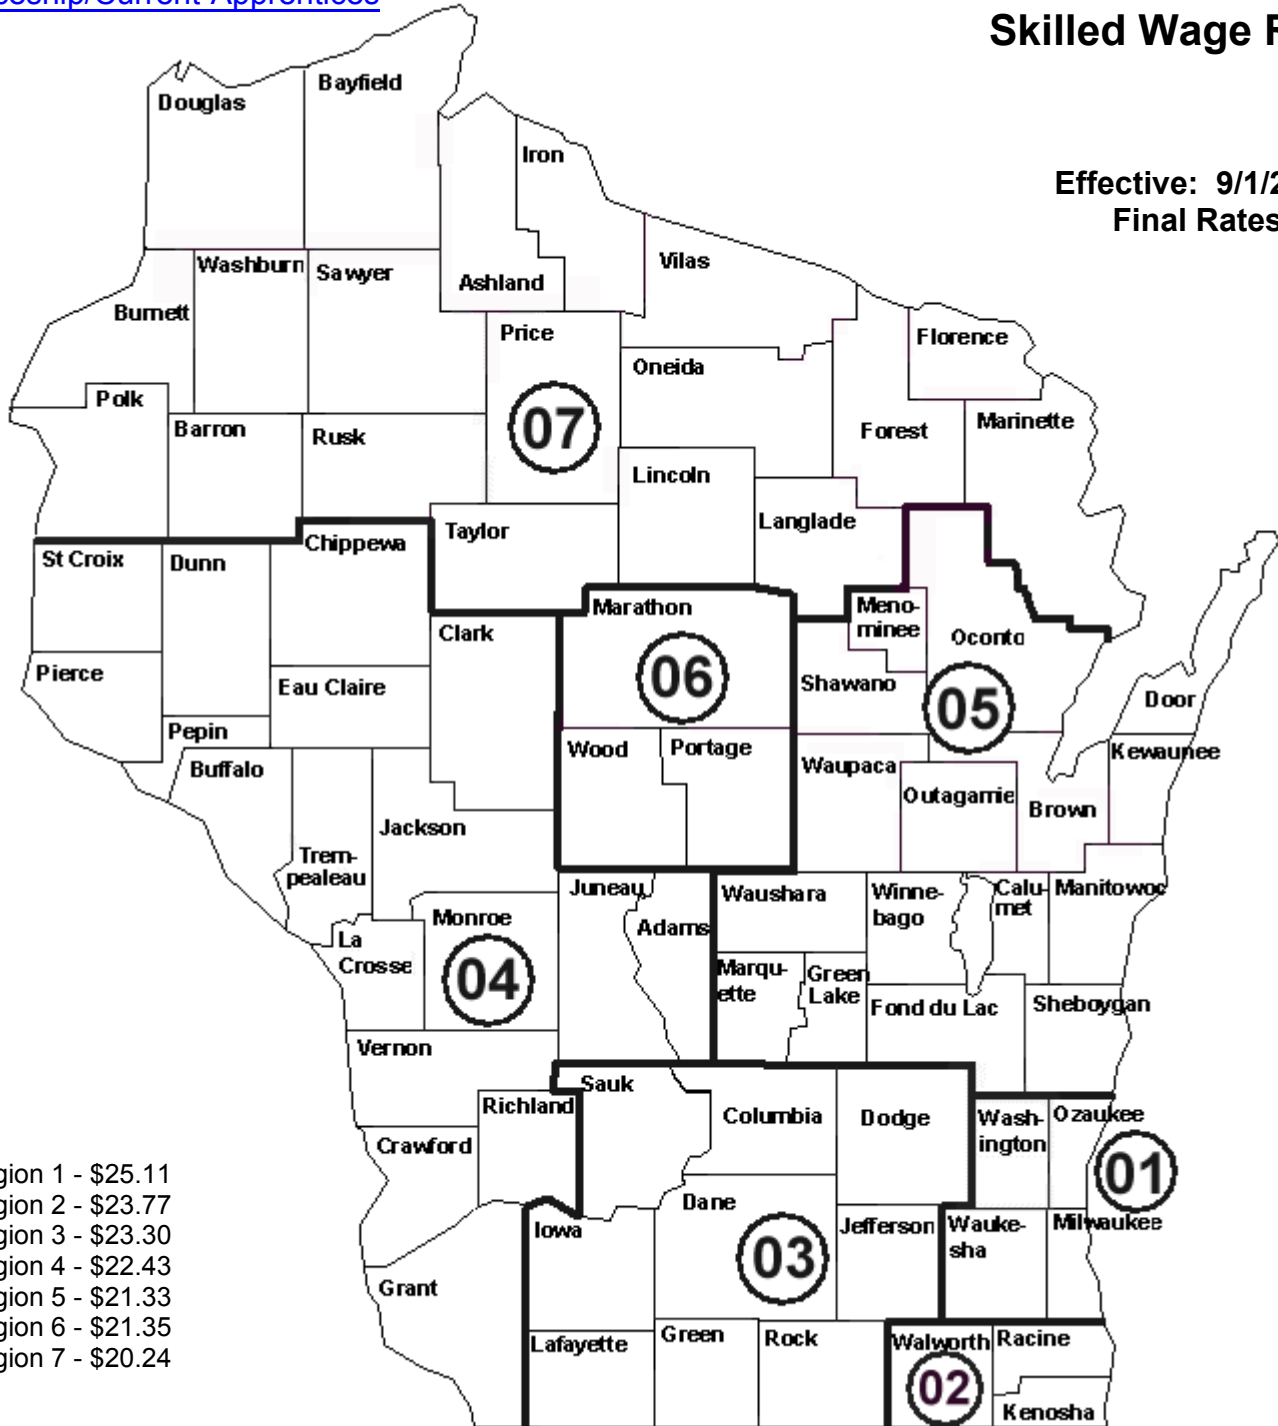 eship/Current-Apprentices
Skilled Wage R
Effective: 9/1/2
Final Rates
Douglas
Bayfield
Iron
Vilas
Washburn
Sawyer
Ashland
Burnett
Price
Florence
Oneida
Polk
Marinette
Barron
Rusk
07
Forest
Lincoln
Langlade
Taylor
Chippewa
St Croix
Dunn
Marathon
Meno-
minee
Clark
Oconto
Pierce
Eau Claire
06
Shawano
05
Door
Pepin
Wood
Portage
Kewaunee
Buffalo
Waupaca
Outagamie
Brown
Jackson
Trem-
pealeau
Juneau
Waushara
Winne-
bago
Calu-
met
Manitowoc
Monroe
Adams
La
Crosse
04
Marqu-
ette
Green
Lake
Fond du Lac
Sheboygan
Vernon
Sauk
Richland
Columbia
Dodge
Wash-
ington
Ozaukee
Crawford
01
Dane
Iowa
Jefferson
Wauke-
sha
Milwaukee
03
Grant
Lafayette
Green
Rock
Walworth
Racine
02
Kenosha
gion 1 - $25.11
gion 2 - $23.77
gion 3 - $23.30
gion 4 - $22.43
gion 5 - $21.33
gion 6 - $21.35
gion 7 - $20.24